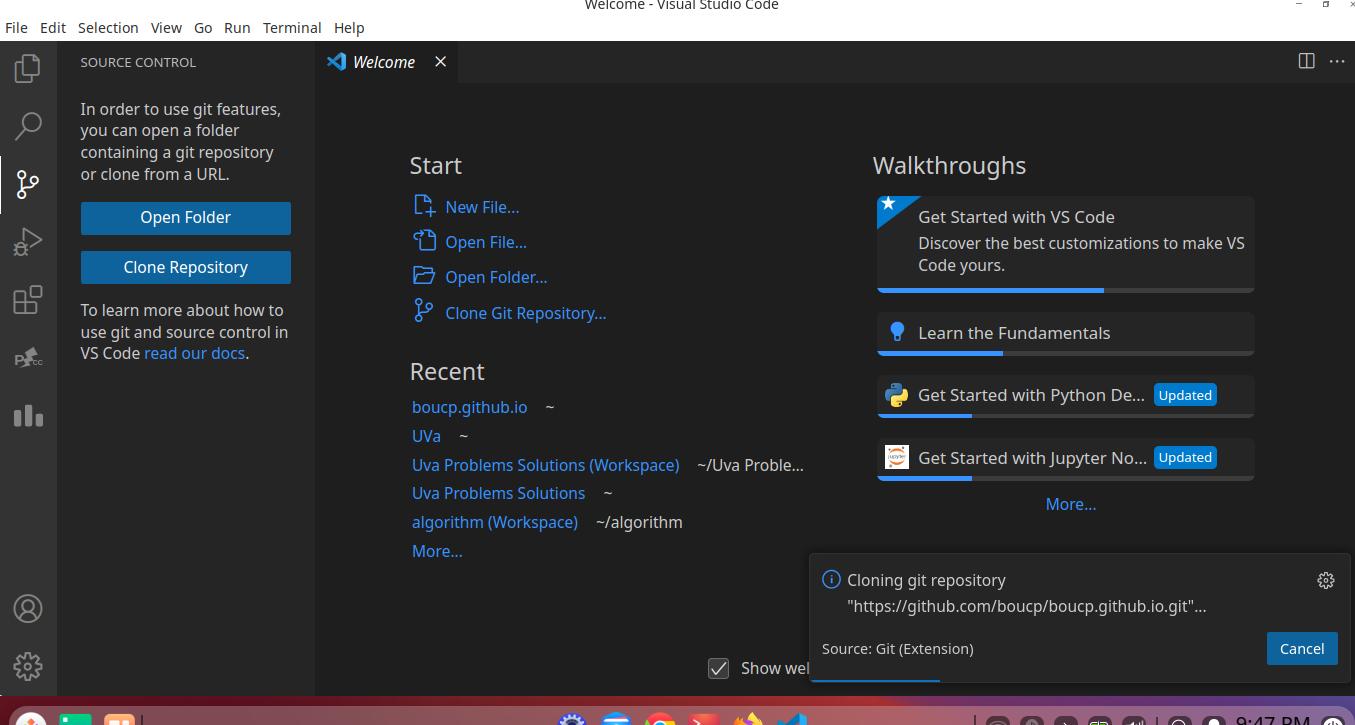 Welcome - Visual Studio Code
File Edit Selection View Go Run Terminal Help
SOURCE CONTROL
In order to use git features,
you can open a folder
containing a git repository
or clone from a URL.
Open Folder
Clone Repository
To learn more about how to
use git and source control in
VS Code read our docs.
Welcome
Start
New File...
Open File...
Open Folder...
Clone Git Repository...
Recent
boucp.github.io ~
UVa ~
Uva Problems Solutions (Workspace) ~/Uva Proble...
Uva Problems Solutions ~
algorithm (Workspace) ~/algorithm
More...
Walkthroughs
Get Started with VS Code
Discover the best customizations to make VS
Code yours.
Learn the Fundamentals
Get Started with Python De... Updated
Get Started with Jupyter No... Updated
More...
Show wel
Cloning git repository
"https://github.com/boucp/boucp.github.io.git"...
Source: Git (Extension)
Cancel
9:47 PM